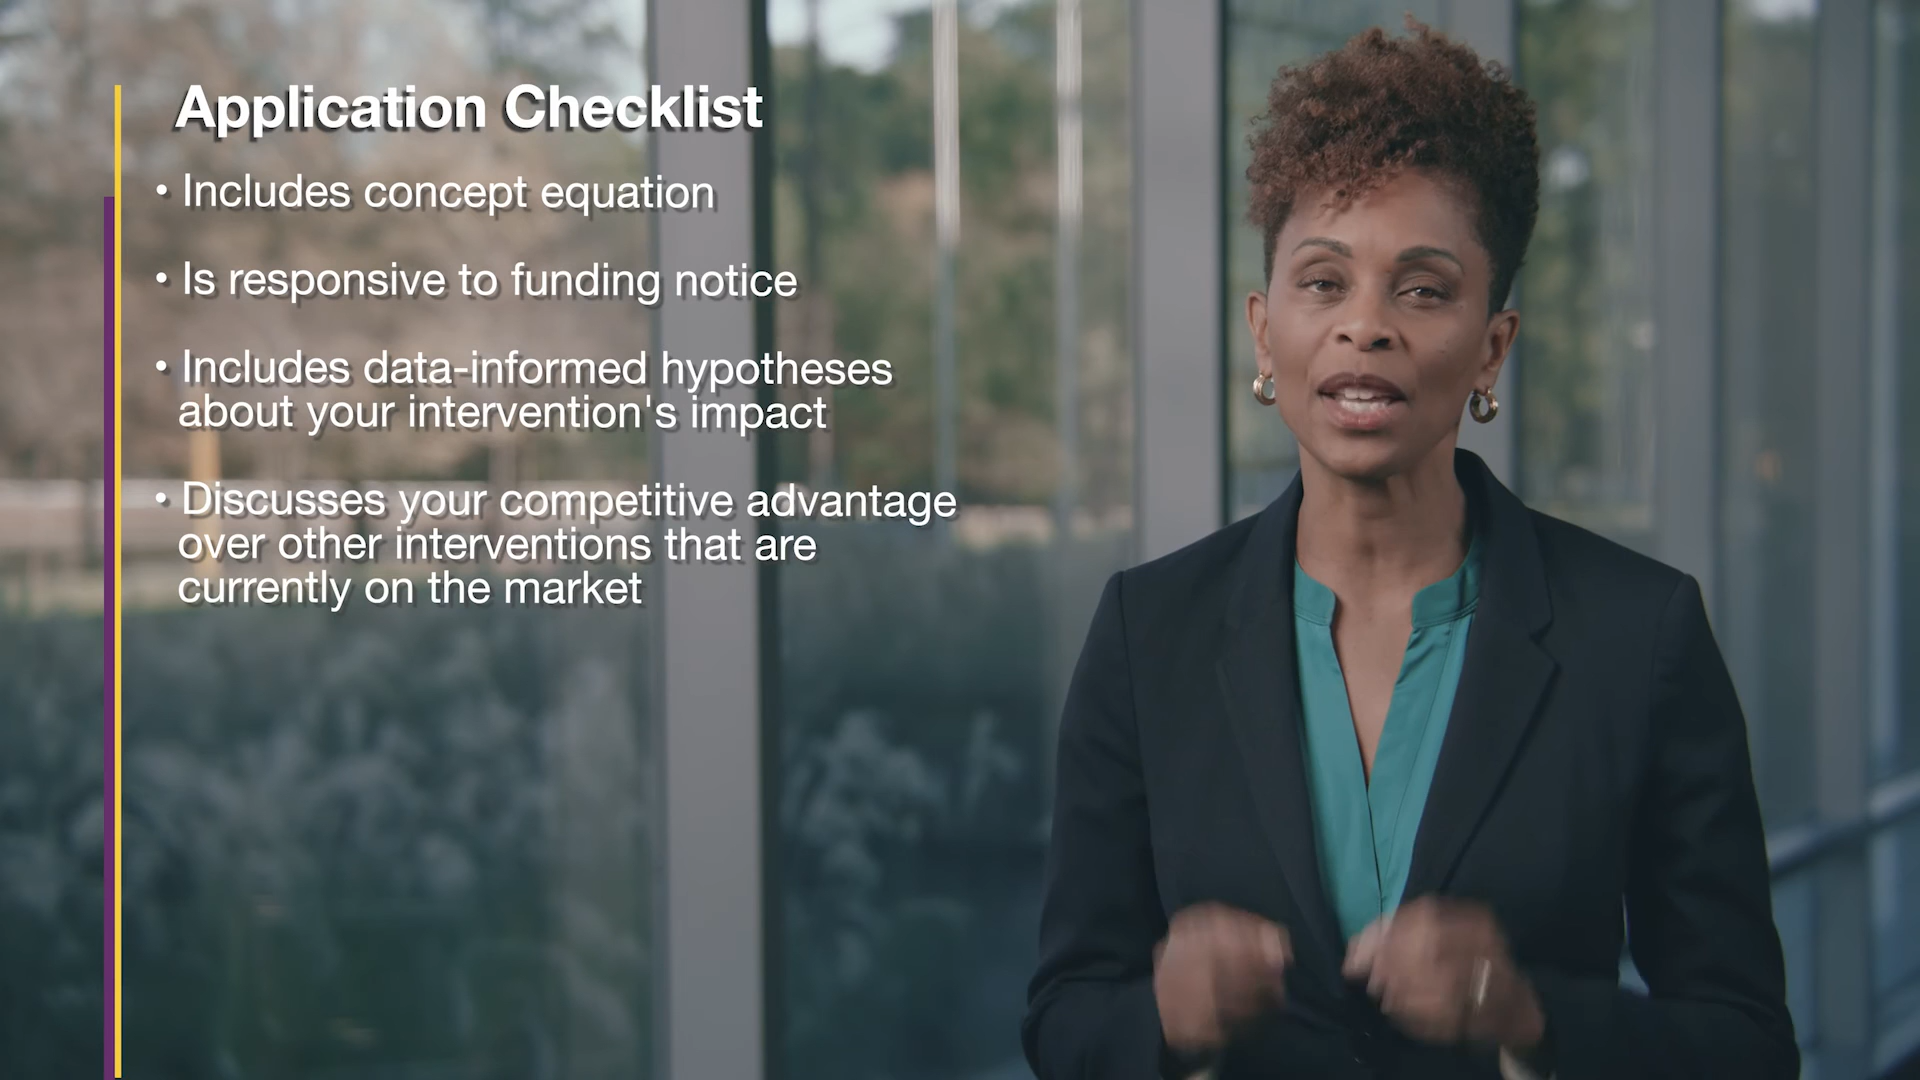 Application Checklist
• Includes concept equation
• Is responsive to funding notice
• Includes data-informed hypotheses
about your intervention's impact
• Discusses your competitive advantage
over other interventions that are
currently on the market